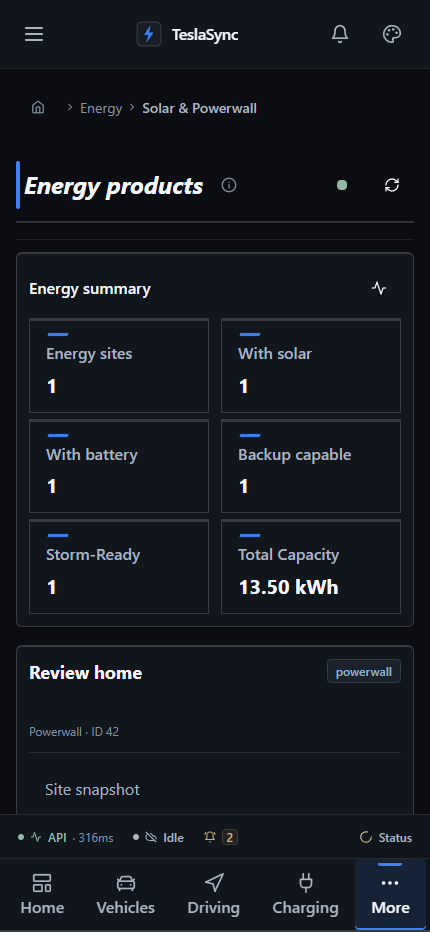 TeslaSync
Energy
Solar & Powerwall
Energy products
Energy summary
Energy sites
1
With solar
1
With battery
1
Backup capable
1
Storm-Ready
1
Total Capacity
13.50 kWh
Review home
powerwall
Powerwall · ID 42
Site snapshot
API · 316ms
Idle
2
Status
Home
Vehicles
Driving
Charging
More